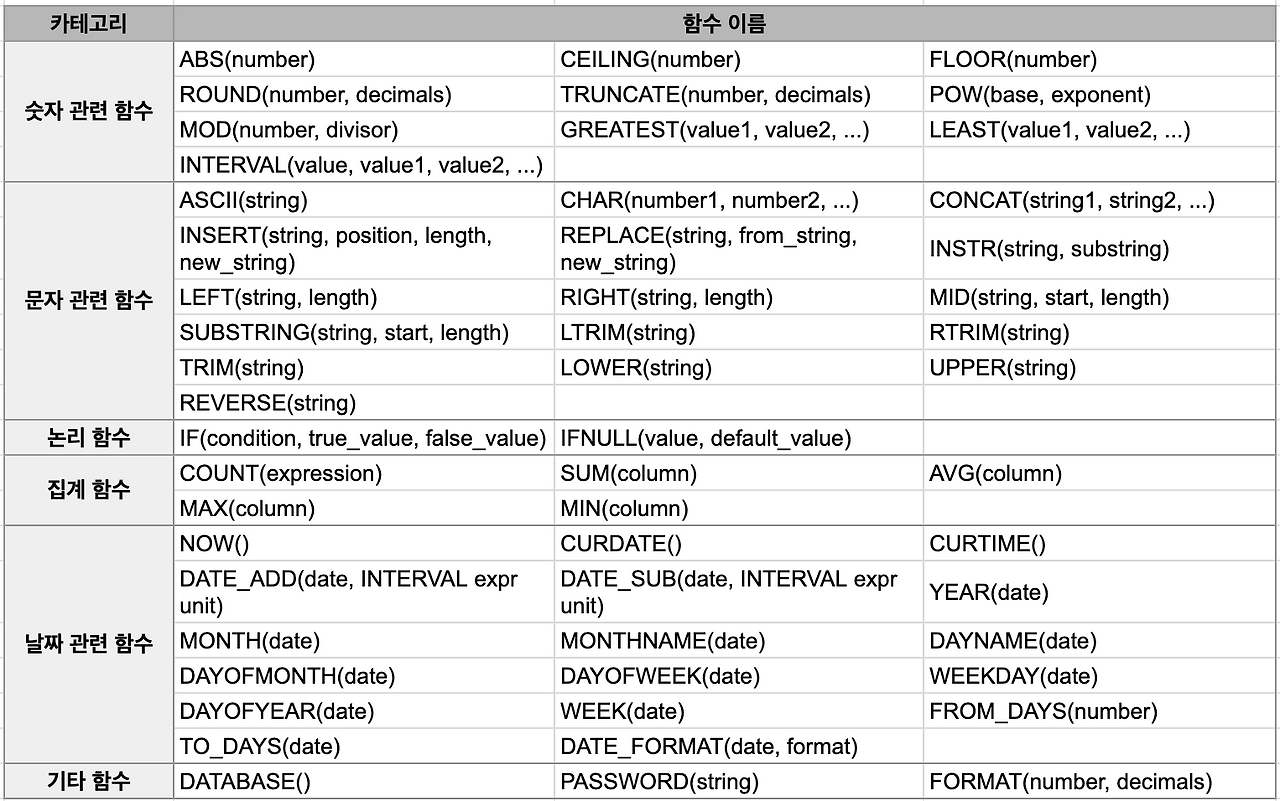 카테고리 함수 이름
숫자 관련 함수
ABS(number) CEILING(number) FLOOR(number)
ROUND(number, decimals) TRUNCATE(number, decimals) POW(base, exponent)
MOD(number, divisor) GREATEST(value1, value2, ...) LEAST(value1, value2, ...)
INTERVAL(value, value1, value2, ...)
문자 관련 함수
ASCII(string) CHAR(number1, number2, ...) CONCAT(string1, string2, ...)
INSERT(string, position, length,
new_string)
REPLACE(string, from_string,
new_string)
INSTR(string, substring)
LEFT(string, length) RIGHT(string, length) MID(string, start, length)
SUBSTRING(string, start, length) LTRIM(string) RTRIM(string)
TRIM(string) LOWER(string) UPPER(string)
REVERSE(string)
논리 함수 IF(condition, true_value, false_value) IFNULL(value, default_value)
집계 함수
COUNT(expression) SUM(column) AVG(column)
MAX(column) MIN(column)
날짜 관련 함수
NOW() CURDATE() CURTIME()
DATE_ADD(date, INTERVAL expr
unit)
DATE_SUB(date, INTERVAL expr
unit)
YEAR(date)
MONTH(date) MONTHNAME(date) DAYNAME(date)
DAYOFMONTH(date) DAYOFWEEK(date) WEEKDAY(date)
DAYOFYEAR(date) WEEK(date) FROM_DAYS(number)
TO_DAYS(date) DATE_FORMAT(date, format)
기타 함수 DATABASE() PASSWORD(string) FORMAT(number, decimals)